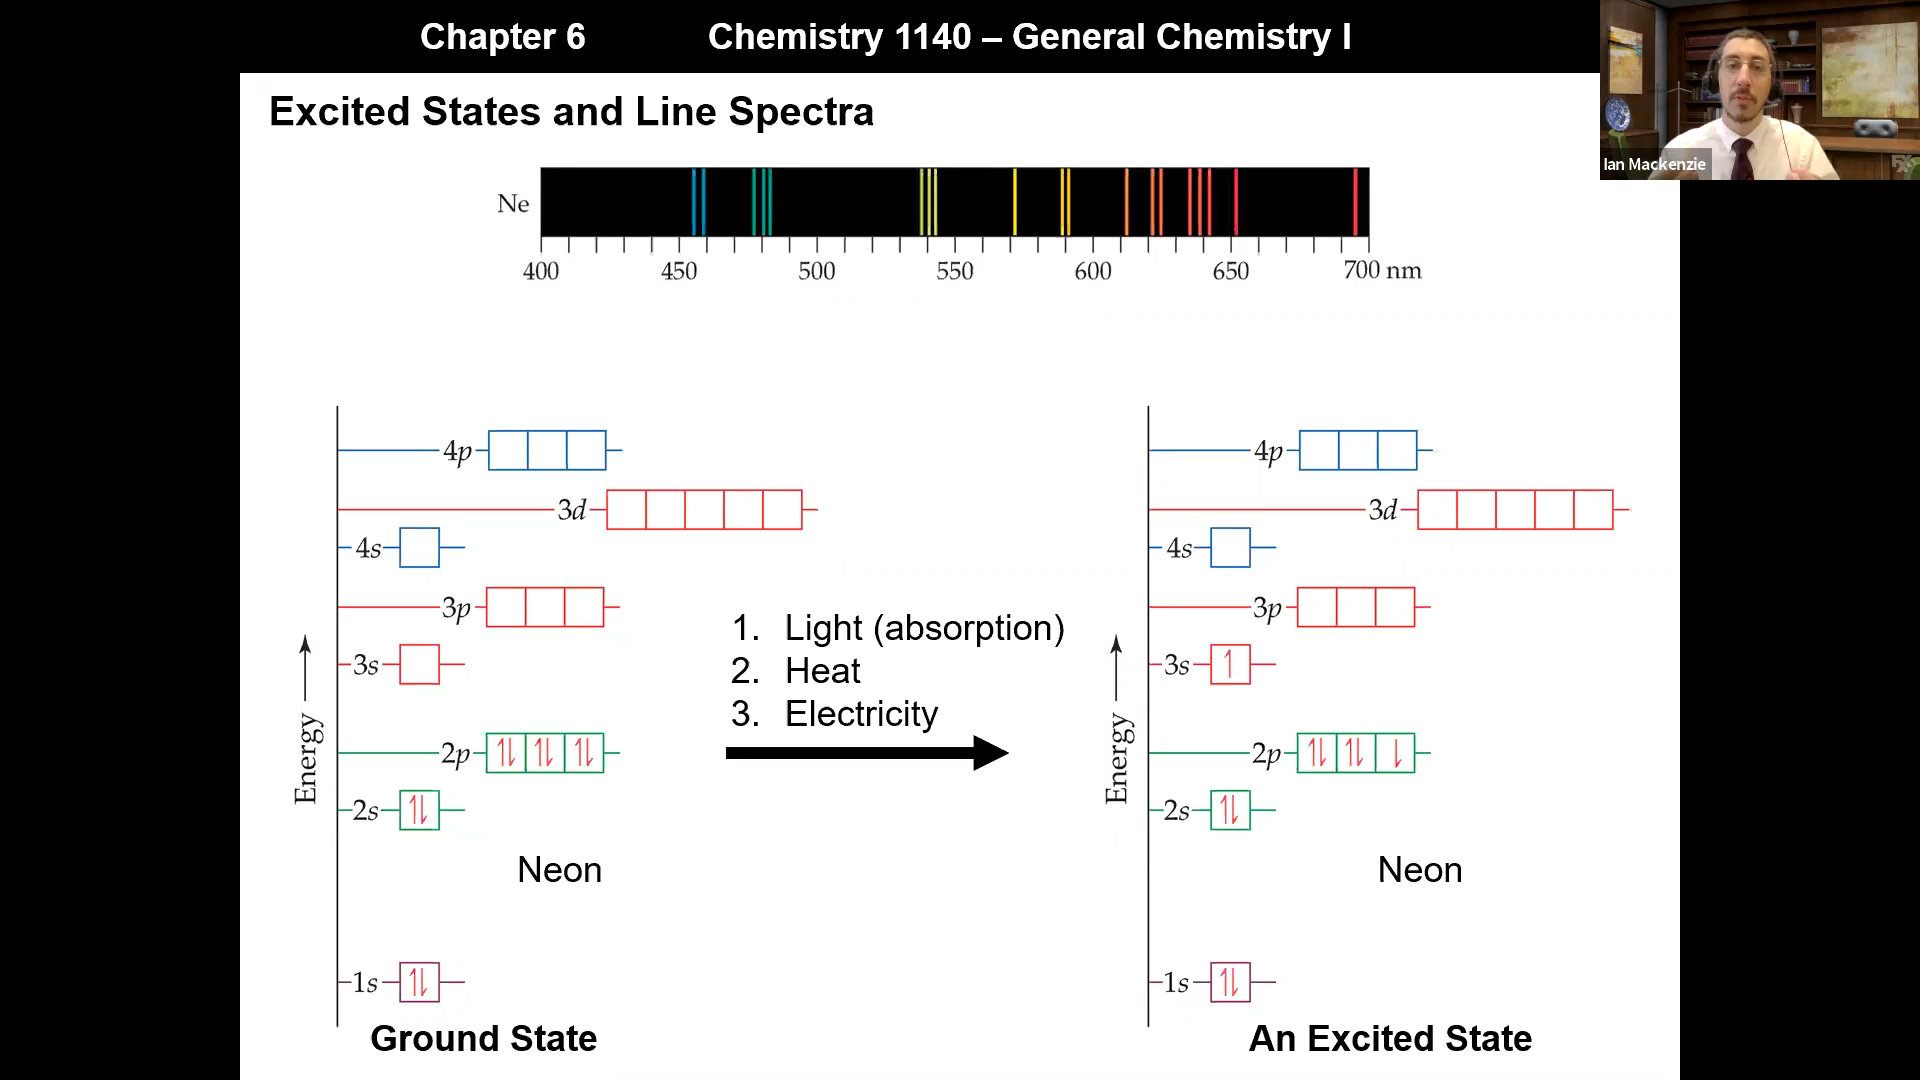 Chapter 6 Chemistry 1140 – General Chemistry I
Excited States and Line Spectra
Ian Mackenzie
Ne
400 450 500 550 600 650 700 nm
4p
3d
4s
3p
3s
2p
2s
1s
Energy
Neon
Ground State
1. Light (absorption)
2. Heat
3. Electricity
4p
3d
4s
3p
3s
2p
2s
1s
Energy
Neon
An Excited State